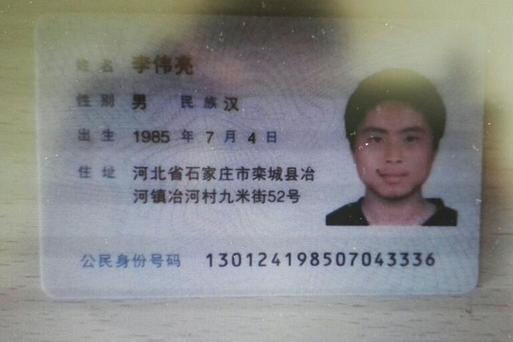 姓名 李伟亮
性别 男 民族 汉
出生 1985 年 7 月 4 日
住址 河北省石家庄市栾城县冶
河镇冶河村九米街52号
公民身份号码 130124198507043336